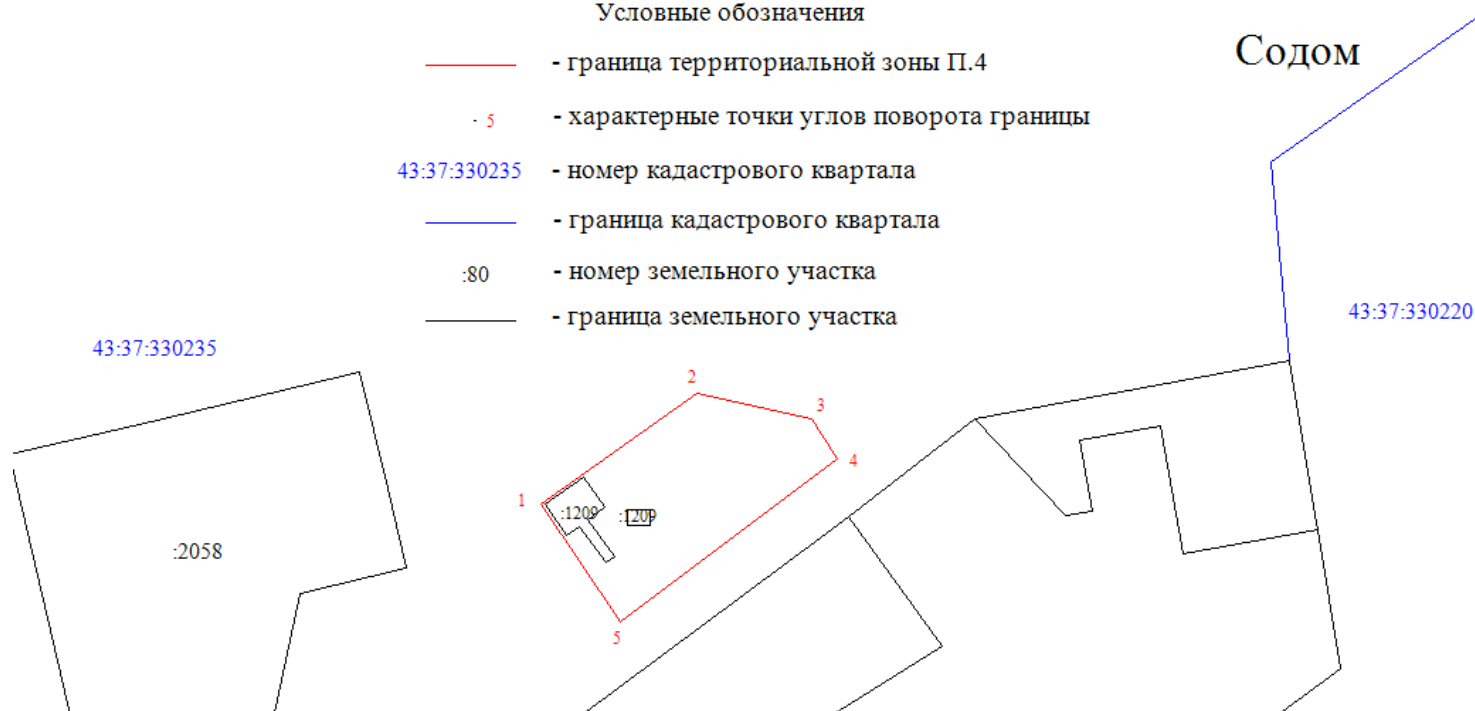 Условные обозначения
Содом
- граница территориальной зоны П.4
· 5 - характерные точки углов поворота границы
43:37:330235 - номер кадастрового квартала
- граница кадастрового квартала
:80 - номер земельного участка
- граница земельного участка
43:37:330220
43:37:330235
2
3
4
1
:1209 :1209
:2058
5